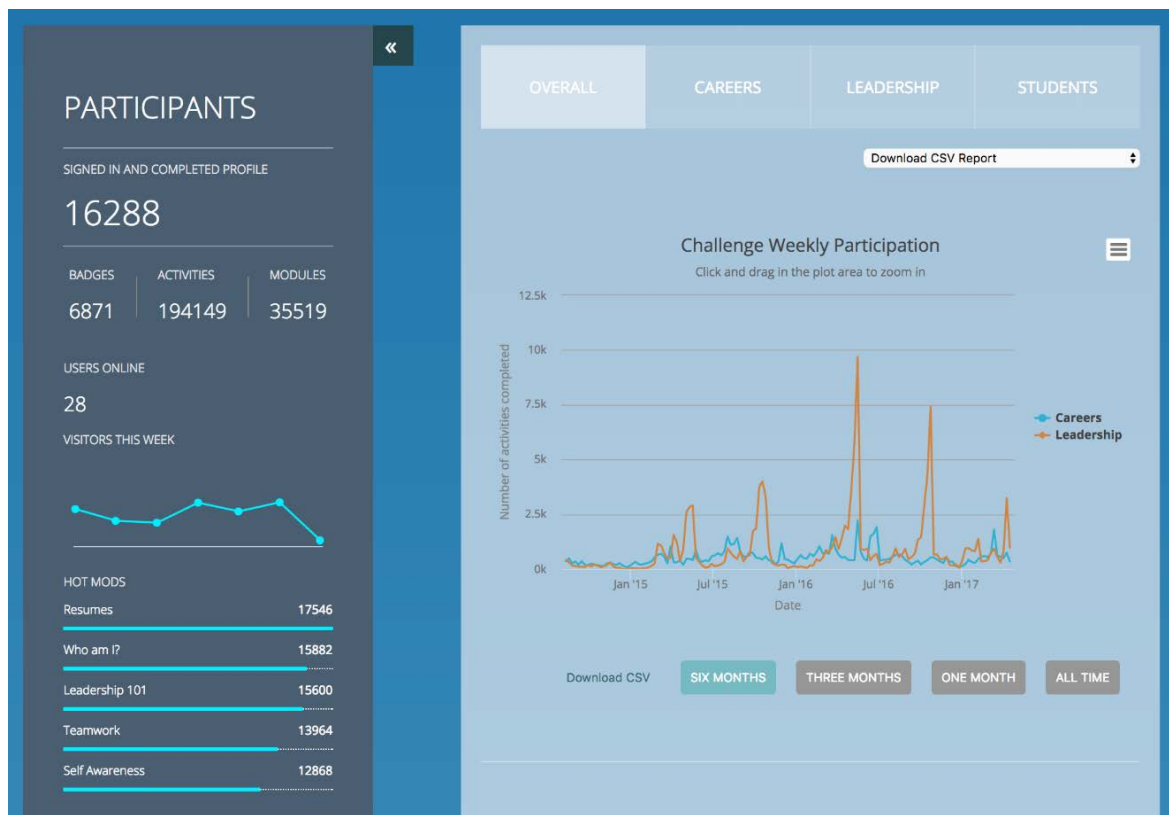 «
PARTICIPANTS
SIGNED IN AND COMPLETED PROFILE
16288
BADGES ACTIVITIES MODULES
6871 194149 35519
USERS ONLINE
28
VISITORS THIS WEEK
HOT MODS
Resumes 17546
Who am I? 15882
Leadership 101 15600
Teamwork 13964
Self Awareness 12868
OVERALL CAREERS LEADERSHIP STUDENTS
Download CSV Report
Challenge Weekly Participation
Click and drag in the plot area to zoom in
Number of activities completed
12.5k
10k
7.5k
5k
2.5k
0k
Jan '15 Jul '15 Jan '16 Jul '16 Jan '17
Date
Careers
Leadership
Download CSV SIX MONTHS THREE MONTHS ONE MONTH ALL TIME